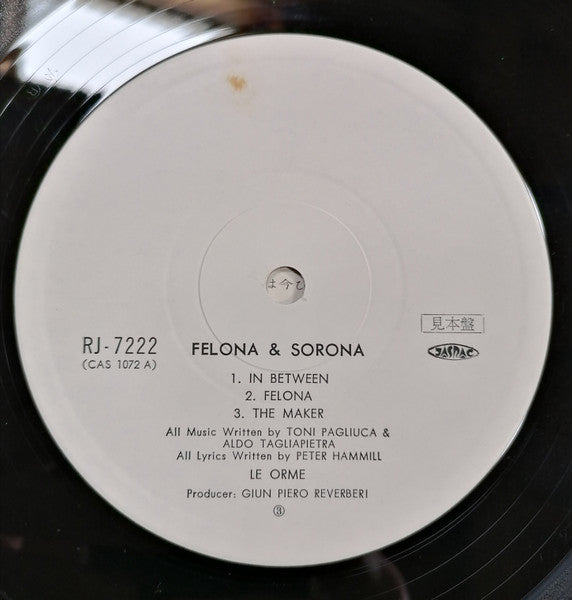 は今ひ
見本盤
RJ-7222
(CAS 1072 A)
JASRAC
FELONA & SORONA
1. IN BETWEEN
2. FELONA
3. THE MAKER
All Music Written by TONI PAGLIUCA &
ALDO TAGLIAPIETRA
All Lyrics Written by PETER HAMMILL
LE ORME
Producer: GIUN PIERO REVERBERI
③